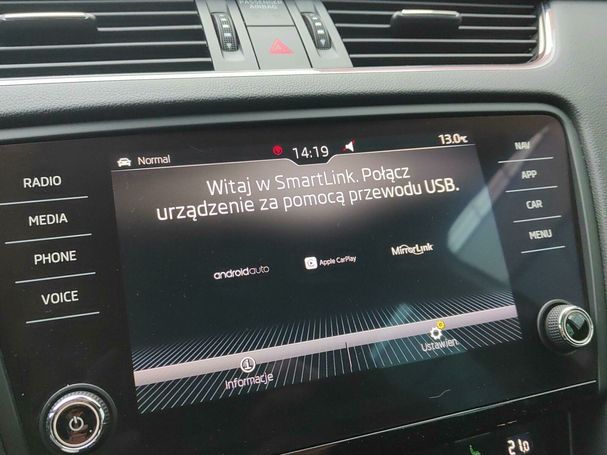 PASSENGER
AIRBAG
Normal
14:19
13.0°C
RADIO
MEDIA
PHONE
VOICE
NAV
APP
CAR
MENU
Witaj w SmartLink. Połącz
urządzenie za pomocą przewodu USB.
androidauto
Apple CarPlay
MirrorLink
Informacje
Ustawien.
21.0